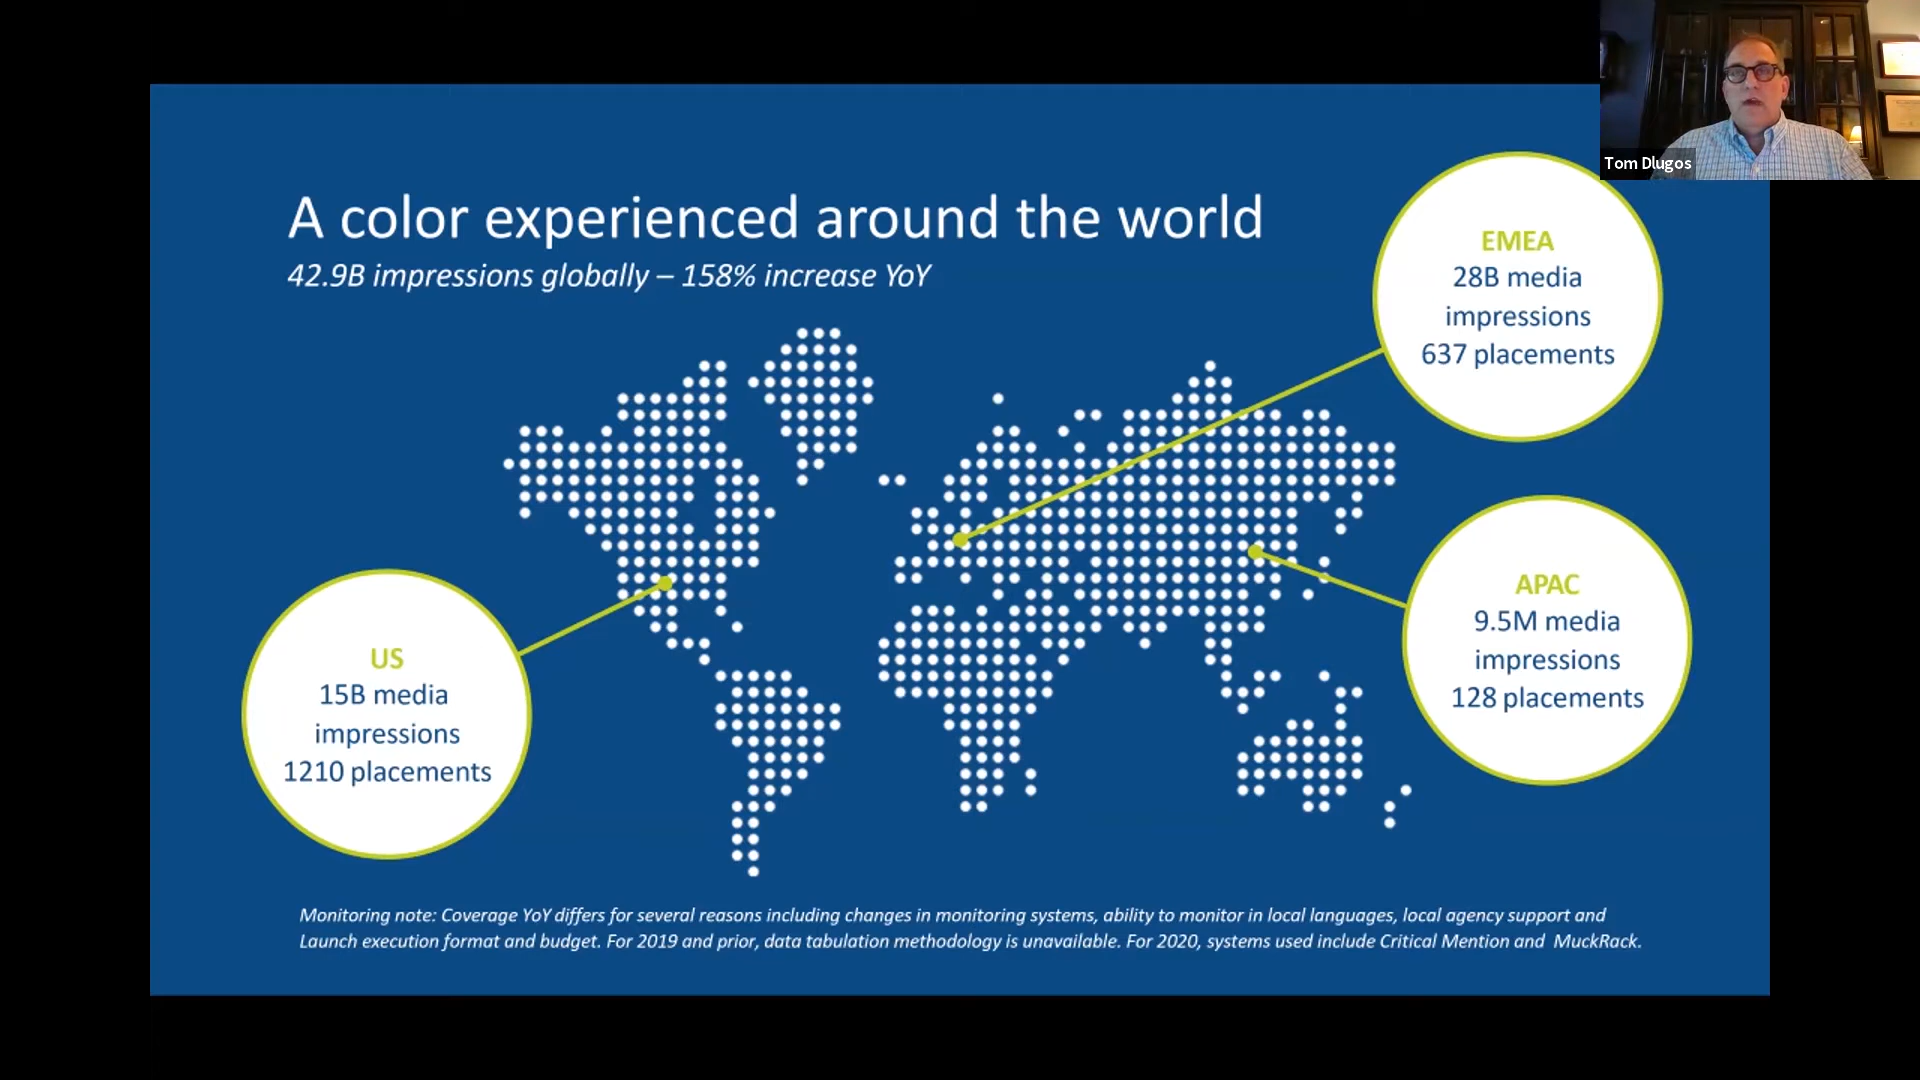 Tom Dlugos
A color experienced around the world
42.9B impressions globally – 158% increase YoY
EMEA
28B media
impressions
637 placements
APAC
9.5M media
impressions
128 placements
US
15B media
impressions
1210 placements
Monitoring note: Coverage YoY differs for several reasons including changes in monitoring systems, ability to monitor in local languages, local agency support and
Launch execution format and budget. For 2019 and prior, data tabulation methodology is unavailable. For 2020, systems used include Critical Mention and MuckRack.